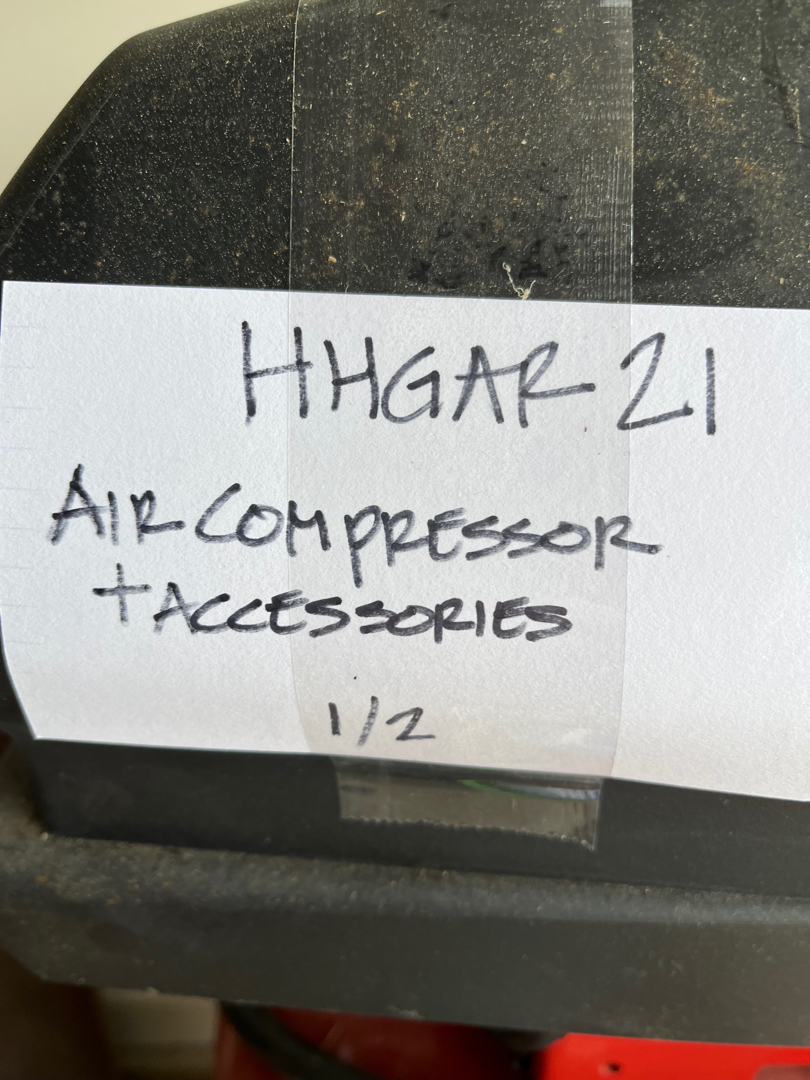 HHGAR 21
AIR COMPRESSOR
+ ACCESSORIES
1/2